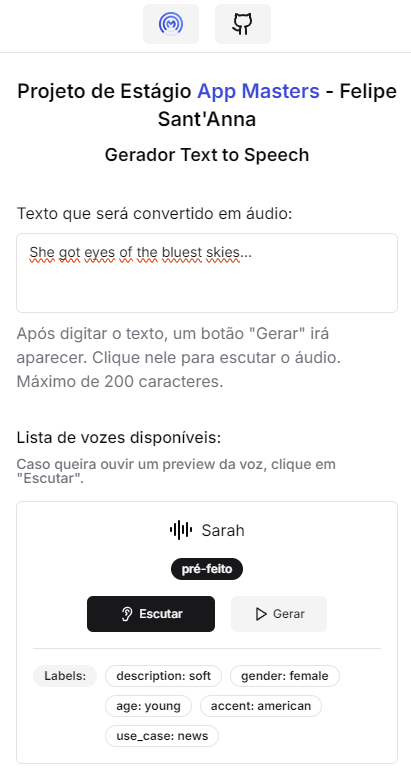 Projeto de Estágio App Masters - Felipe
Sant'Anna
Gerador Text to Speech
Texto que será convertido em áudio:
She got eyes of the bluest skies...
Após digitar o texto, um botão "Gerar" irá
aparecer. Clique nele para escutar o áudio.
Máximo de 200 caracteres.
Lista de vozes disponíveis:
Caso queira ouvir um preview da voz, clique em
"Escutar".
Sarah
pré-feito
Escutar
Gerar
Labels:
description: soft
gender: female
age: young
accent: american
use_case: news